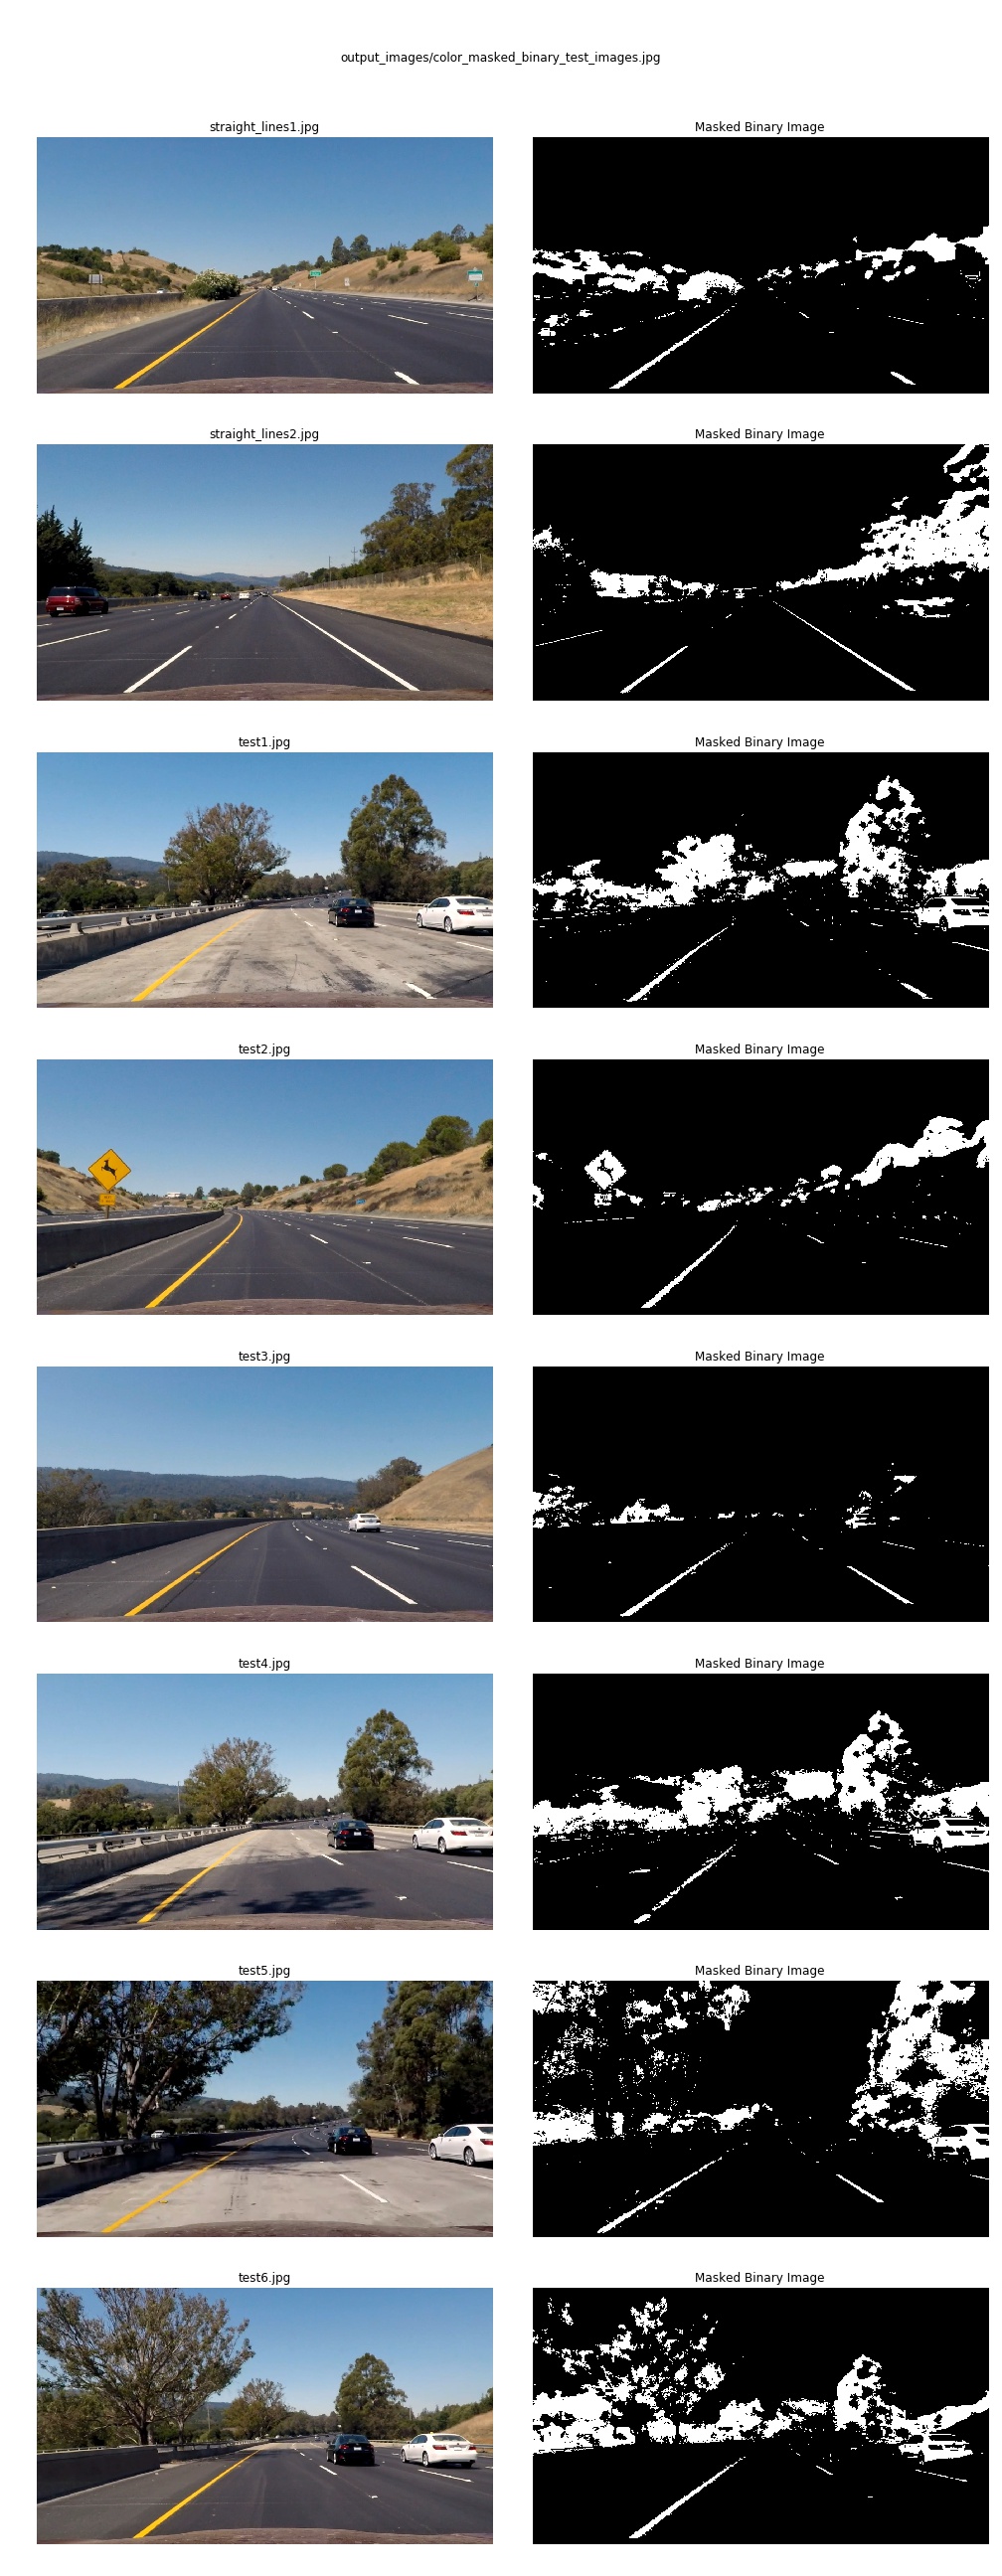 output_images/color_masked_binary_test_images.jpg
straight_lines1.jpg
Masked Binary Image
straight_lines2.jpg
Masked Binary Image
test1.jpg
Masked Binary Image
test2.jpg
Masked Binary Image
test3.jpg
Masked Binary Image
test4.jpg
Masked Binary Image
test5.jpg
Masked Binary Image
test6.jpg
Masked Binary Image